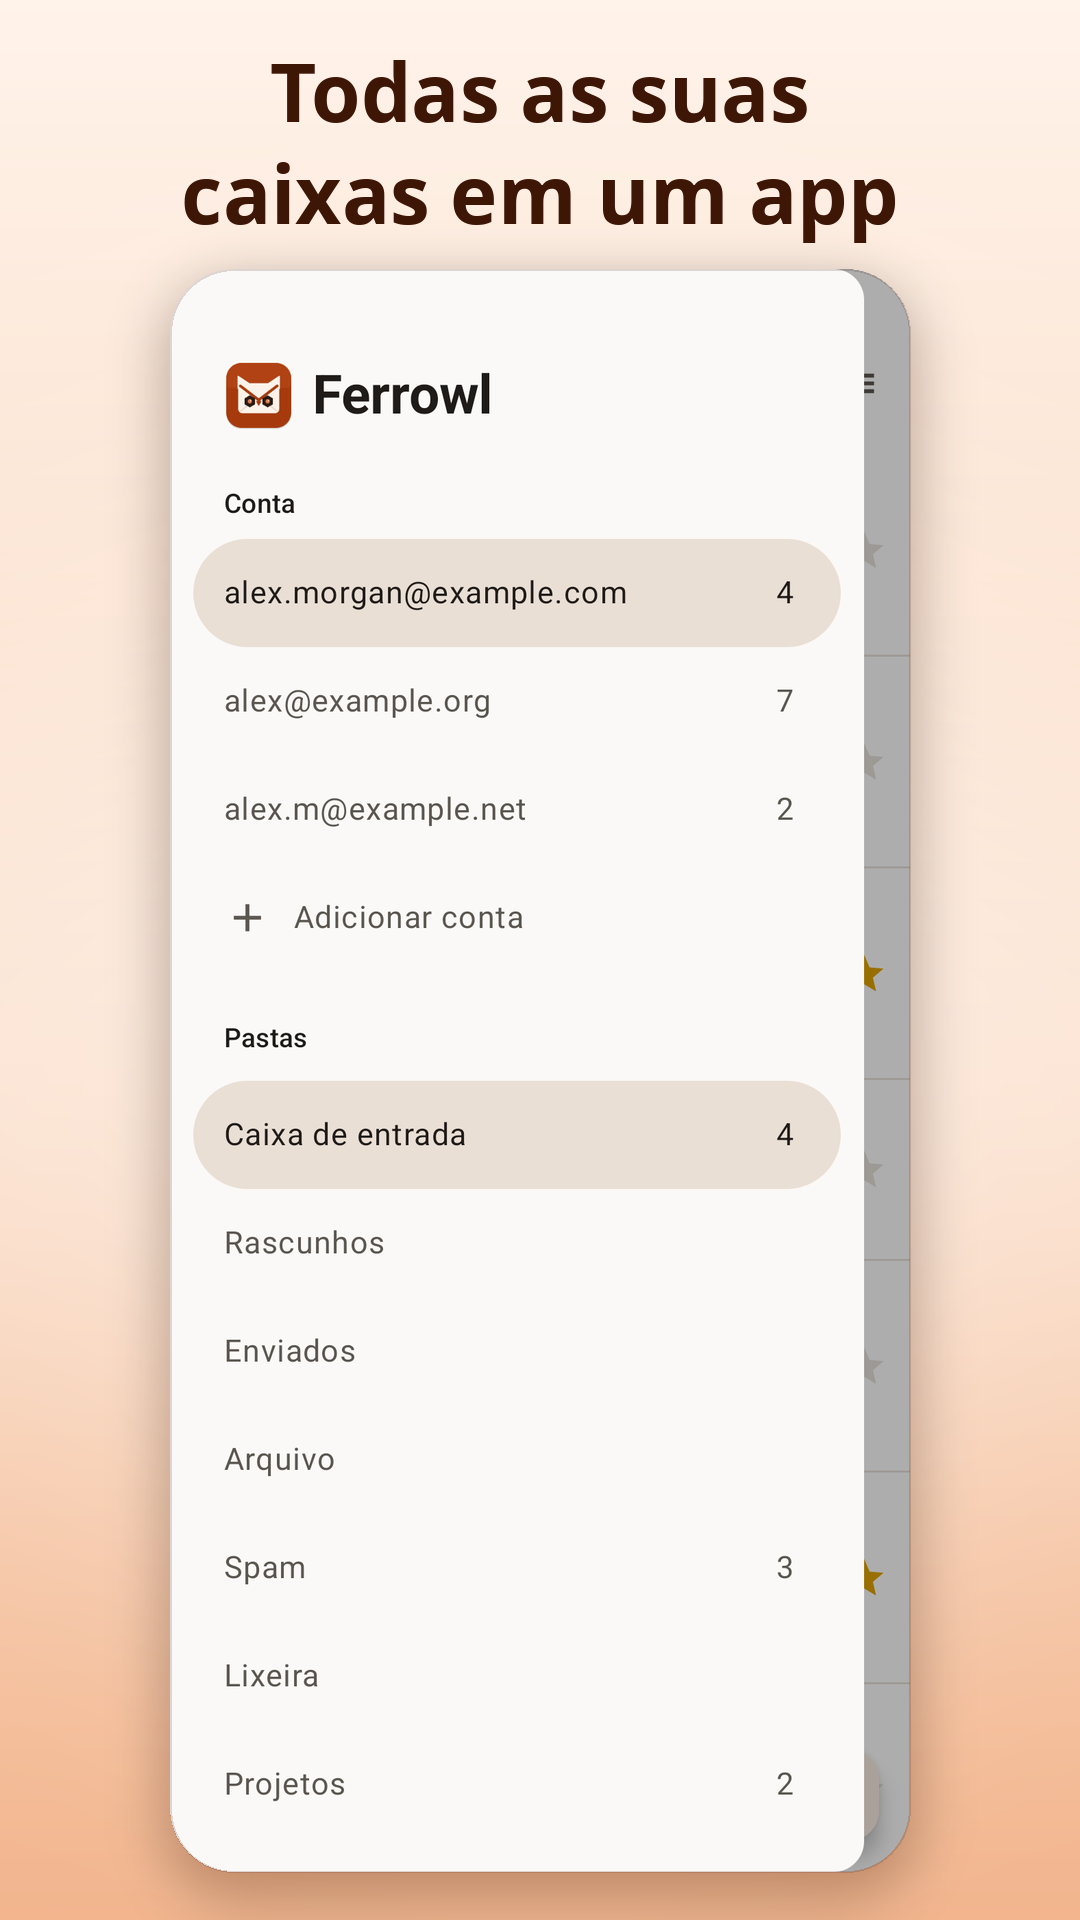 Todas as suas
caixas em um app
Ferrowl
Conta
alex.morgan@example.com 4
alex@example.org 7
alex.m@example.net 2
Adicionar conta
Pastas
Caixa de entrada 4
Rascunhos
Enviados
Arquivo
Spam 3
Lixeira
Projetos 2